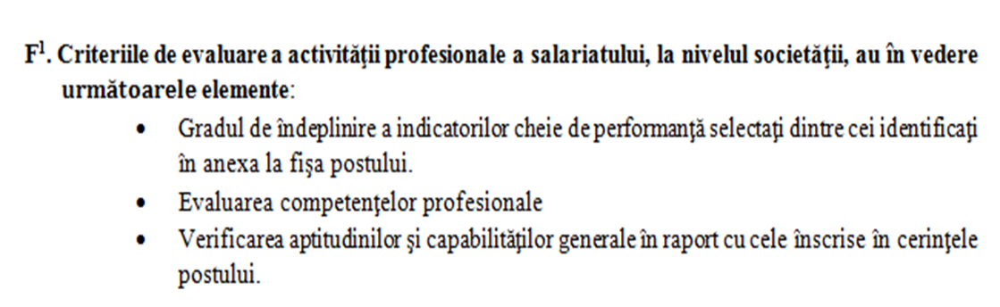 F¹. Criteriile de evaluare a activităţii profesionale a salariatului, la nivelul societăţii, au în vedere
următoarele elemente:
• Gradul de îndeplinire a indicatorilor cheie de performanţă selectaţi dintre cei identificaţi
în anexa la fişa postului.
• Evaluarea competenţelor profesionale
• Verificarea aptitudinilor şi capabilităţilor generale în raport cu cele înscrise în cerinţele
postului.